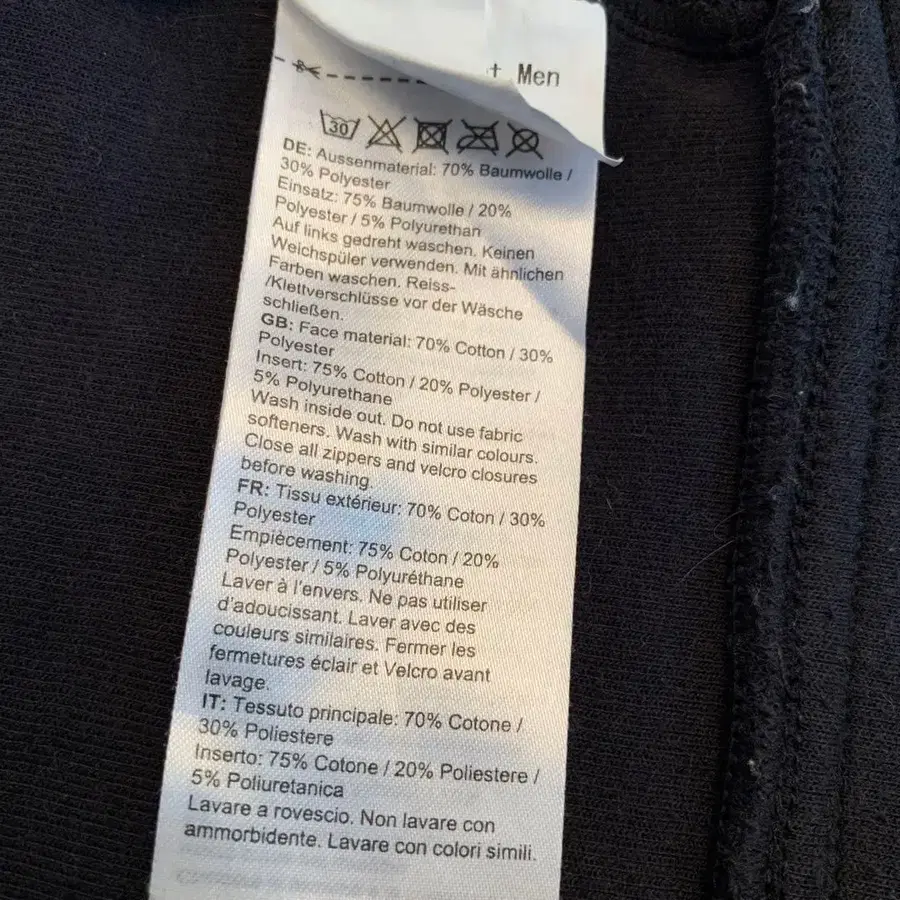 Men
30
DE: Aussenmaterial: 70% Baumwolle /
30% Polyester
Einsatz: 75% Baumwolle / 20%
Polyester / 5% Polyurethan
Auf links gedreht waschen. Keinen
Weichspüler verwenden. Mit ähnlichen
Farben waschen. Reiss-
/Klettverschlüsse vor der Wäsche
schließen.
GB: Face material: 70% Cotton / 30%
Polyester
Insert: 75% Cotton / 20% Polyester /
5% Polyurethane
Wash inside out. Do not use fabric
softeners. Wash with similar colours.
Close all zippers and velcro closures
before washing
FR: Tissu extérieur: 70% Coton / 30%
Polyester
Empiècement: 75% Coton / 20%
Polyester / 5% Polyuréthane
Laver à l'envers. Ne pas utiliser
d'adoucissant. Laver avec des
couleurs similaires. Fermer les
fermetures éclair et Velcro avant
lavage.
IT: Tessuto principale: 70% Cotone /
30% Poliestere
Inserto: 75% Cotone / 20% Poliestere /
5% Poliuretanica
Lavare a rovescio. Non lavare con
ammorbidente. Lavare con colori simili.